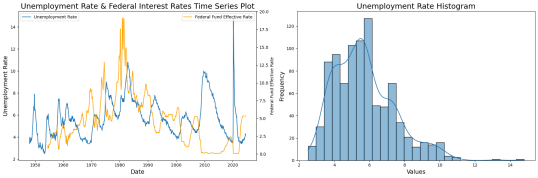 Unemployment Rate & Federal Interest Rates Time Series Plot
Unemployment Rate
Federal Fund Effective Rate
Unemployment Rate
14
12
10
8
6
4
2
20.0
17.5
15.0
12.5
10.0
7.5
5.0
2.5
0.0
Federal Fund Effective Rate
1950 1960 1970 1980 1990 2000 2010 2020
Date
Unemployment Rate Histogram
Frequency
120
100
80
60
40
20
0
2 4 6 8 10 12 14
Values